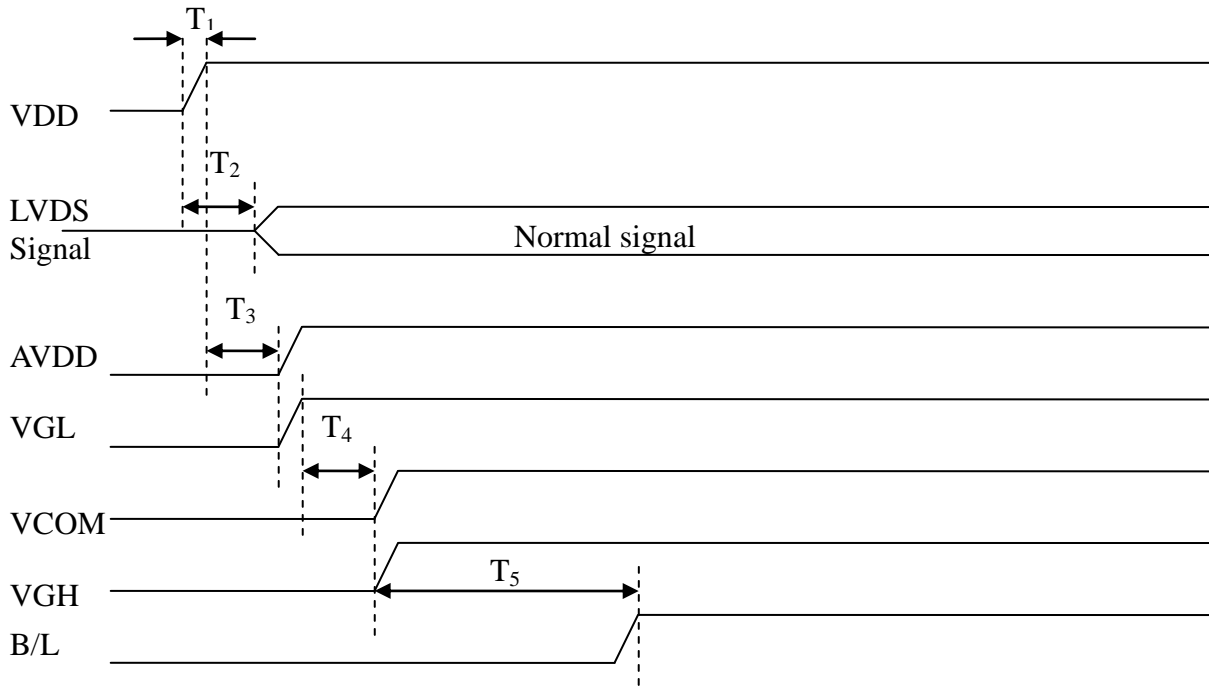 T₁
VDD
T₂
LVDS
Signal
Normal signal
T₃
AVDD
VGL
T₄
VCOM
T₅
VGH
B/L